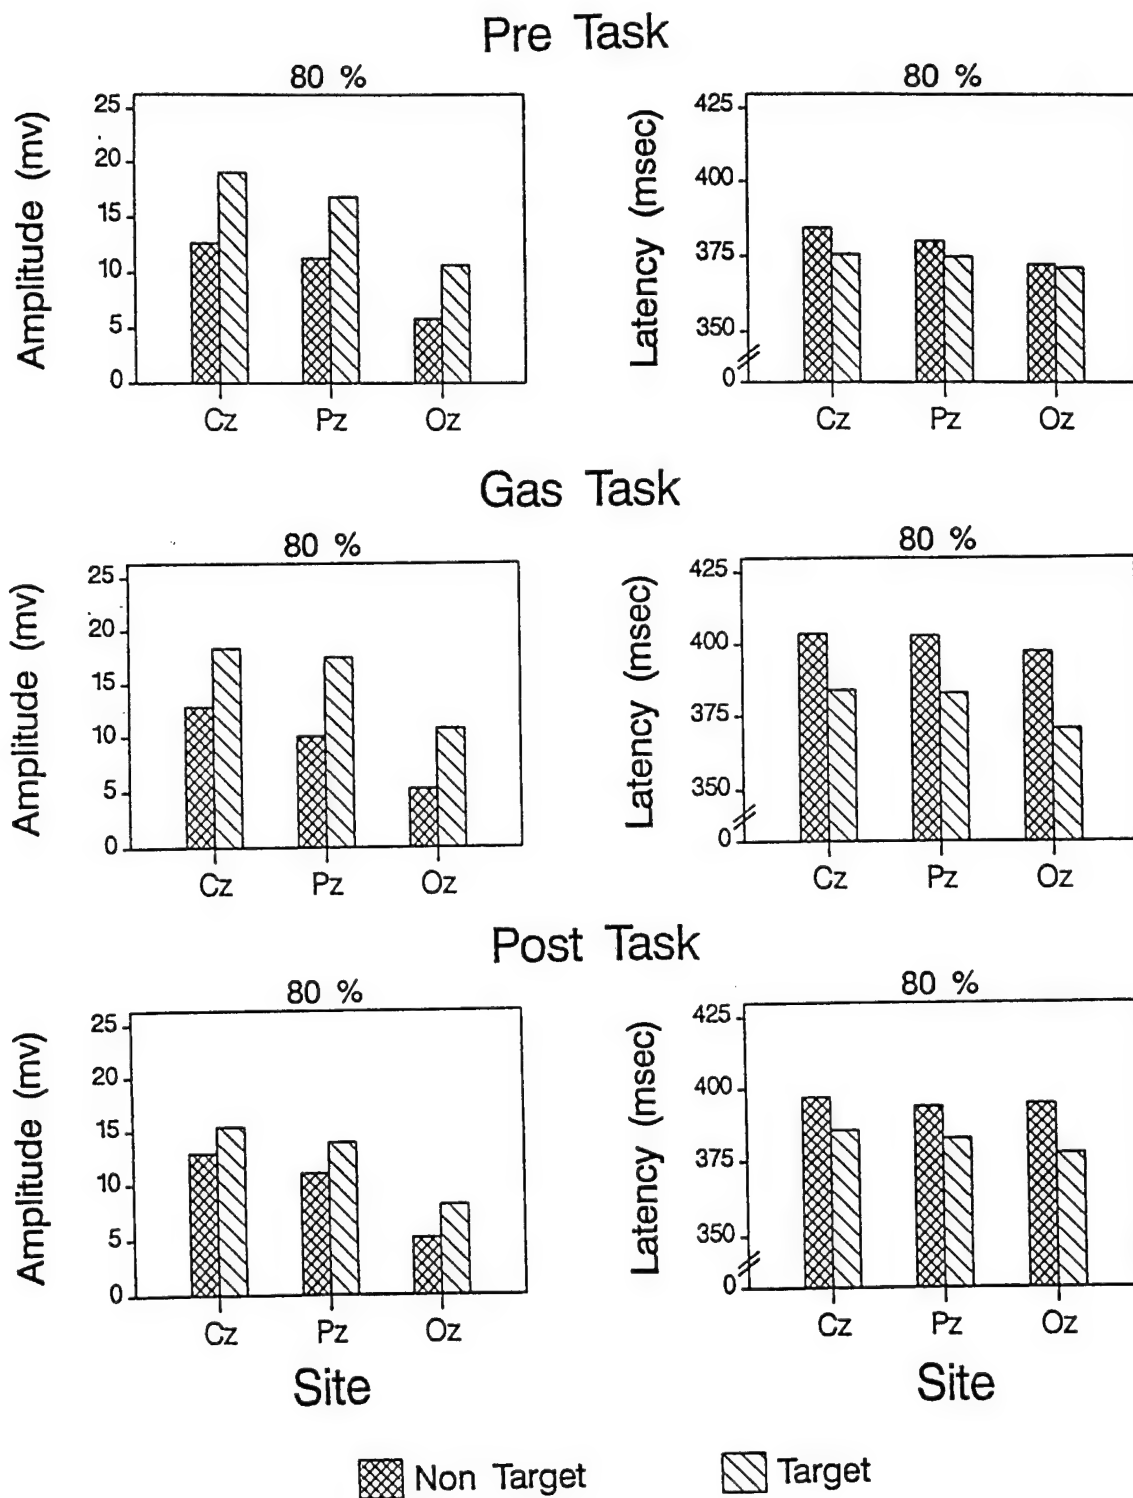 Pre Task
80 %
80 %
Amplitude (mv)
25
20
15
10
5
0
Cz Pz Oz
Latency (msec)
425
400
375
350
0
Cz Pz Oz
Gas Task
80 %
80 %
Amplitude (mv)
25
20
15
10
5
0
Cz Pz Oz
Latency (msec)
425
400
375
350
0
Cz Pz Oz
Post Task
80 %
80 %
Amplitude (mv)
25
20
15
10
5
0
Cz Pz Oz
Site
Latency (msec)
425
400
375
350
0
Cz Pz Oz
Site
Non Target
Target